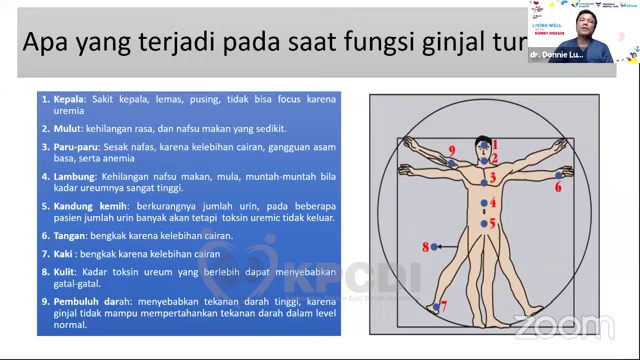 Apa yang terjadi pada saat fungsi ginjal tur
LIVING WELL
KIDNEY DISEASE
dr. Donnie Lu...
1. Kepala: Sakit kepala, lemas, pusing, tidak bisa focus karena
uremia
2. Mulut: kehilangan rasa, dan nafsu makan yang sedikit.
3. Paru-paru: Sesak nafas, karena kelebihan cairan, gangguan asam
basa, serta anemia
4. Lambung: Kehilangan nafsu makan, mula, muntah-muntah bila
kadar ureumnya sangat tinggi.
5. Kandung kemih: berkurangnya jumlah urin, pada beberapa
pasien jumlah urin banyak akan tetapi toksin uremic tidak keluar.
6. Tangan: bengkak karena kelebihan cairan.
7. Kaki : bengkak karena kelebihan cairan
8. Kulit: Kadar toksin ureum yang berlebih dapat menyebabkan
gatal-gatal.
9. Pembuluh darah: menyebabkan tekanan darah tinggi, karena
ginjal tidak mampu mempertahankan tekanan darah dalam level
normal.
1
2
9
3
6
4
5
8
7
KPCDI
zoom